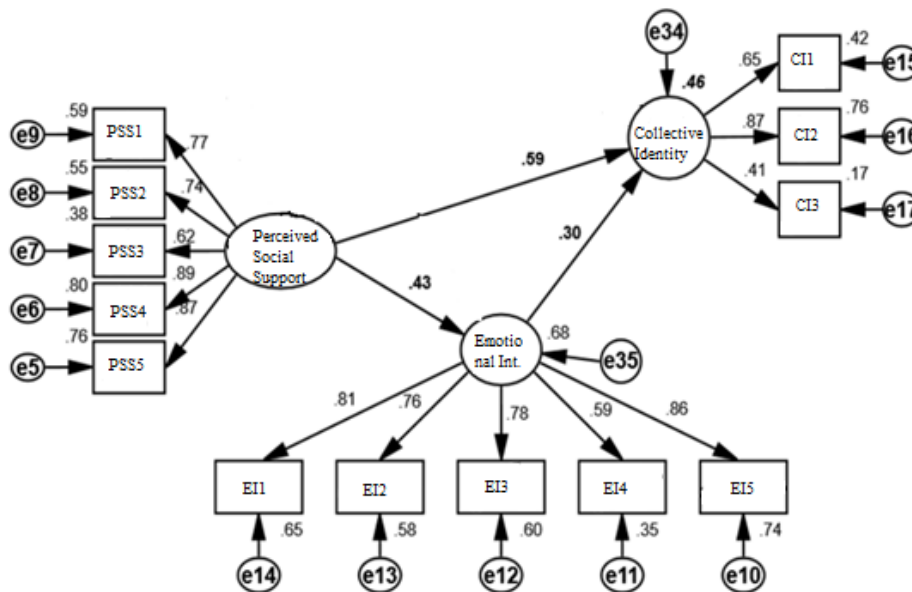 e34
.46
.65
CI1
.42
e15
Collective
Identity
.87
CI2
.76
e16
.41
CI3
.17
e17
.59
e9
PSS1
.77
.55
e8
PSS2
.74
.38
e7
PSS3
.62
.80
e6
PSS4
.89
.76
e5
PSS5
.87
Perceived
Social
Support
.59
.30
.43
Emotio
nal Int.
.68
e35
.81
.76
.78
.59
.86
EI1
EI2
EI3
EI4
EI5
.65
.58
.60
.35
.74
e14
e13
e12
e11
e10